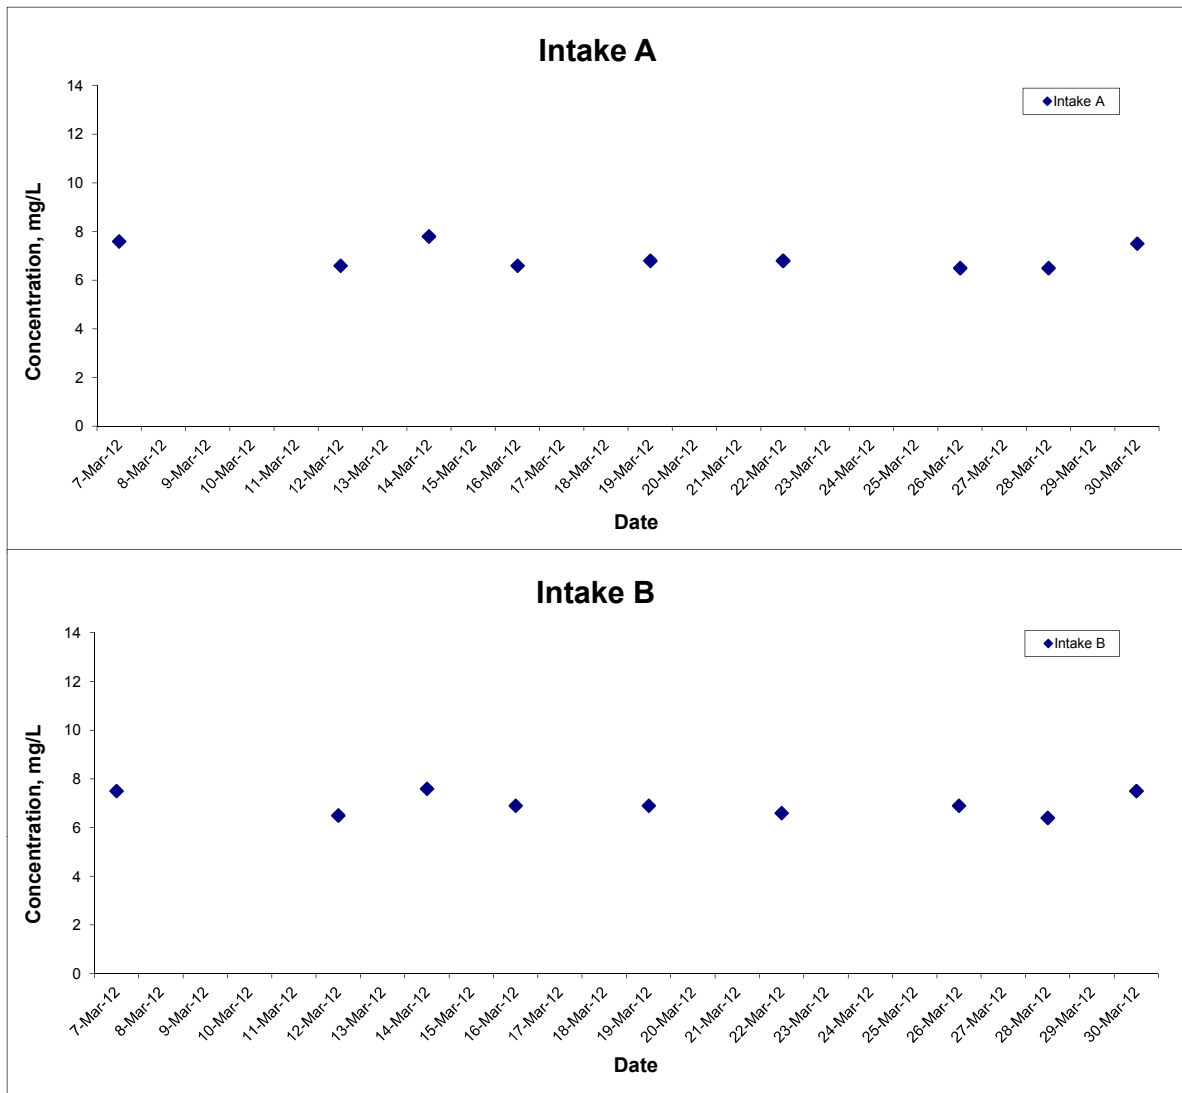 Intake A
Intake A
Concentration, mg/L
14
12
10
8
6
4
2
0
7-Mar-12
8-Mar-12
9-Mar-12
10-Mar-12
11-Mar-12
12-Mar-12
13-Mar-12
14-Mar-12
15-Mar-12
16-Mar-12
17-Mar-12
18-Mar-12
19-Mar-12
20-Mar-12
21-Mar-12
22-Mar-12
23-Mar-12
24-Mar-12
25-Mar-12
26-Mar-12
27-Mar-12
28-Mar-12
29-Mar-12
30-Mar-12
Date
Intake B
Intake B
Concentration, mg/L
14
12
10
8
6
4
2
0
7-Mar-12
8-Mar-12
9-Mar-12
10-Mar-12
11-Mar-12
12-Mar-12
13-Mar-12
14-Mar-12
15-Mar-12
16-Mar-12
17-Mar-12
18-Mar-12
19-Mar-12
20-Mar-12
21-Mar-12
22-Mar-12
23-Mar-12
24-Mar-12
25-Mar-12
26-Mar-12
27-Mar-12
28-Mar-12
29-Mar-12
30-Mar-12
Date